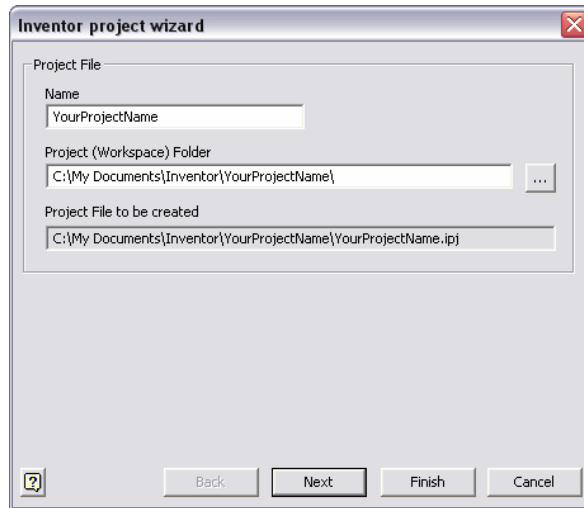 Inventor project wizard
Project File
Name
YourProjectName
Project (Workspace) Folder
C:\My Documents\Inventor\YourProjectName\
...
Project File to be created
C:\My Documents\Inventor\YourProjectName\YourProjectName.ipj
Back Next Finish Cancel